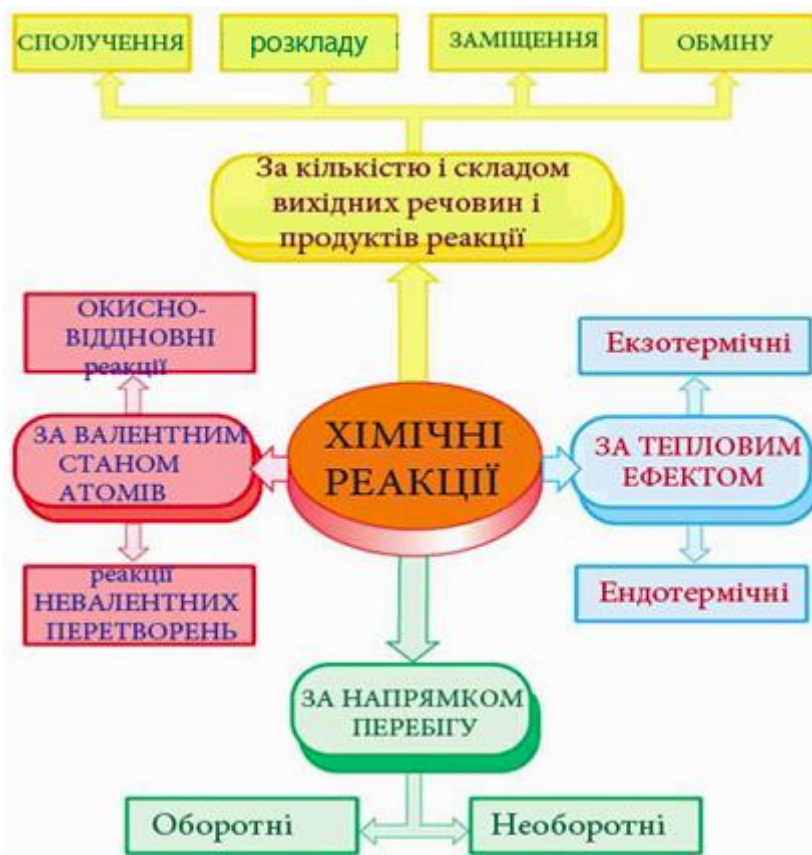 СПОЛУЧЕННЯ
розкладу
ЗАМІЩЕННЯ
ОБМІНУ
За кількістю і складом
вихідних речовин і
продуктів реакції
ОКИСНО-
ВІДДНОВНІ
реакції
Екзотермічні
ЗА ВАЛЕНТНИМ
СТАНОМ
АТОМІВ
ХІМІЧНІ
РЕАКЦІЇ
ЗА ТЕПЛОВИМ
ЕФЕКТОМ
реакції
НЕВАЛЕНТНИХ
ПЕРЕТВОРЕНЬ
Ендотермічні
ЗА НАПРЯМКОМ
ПЕРЕБІГУ
Оборотні
Необоротні